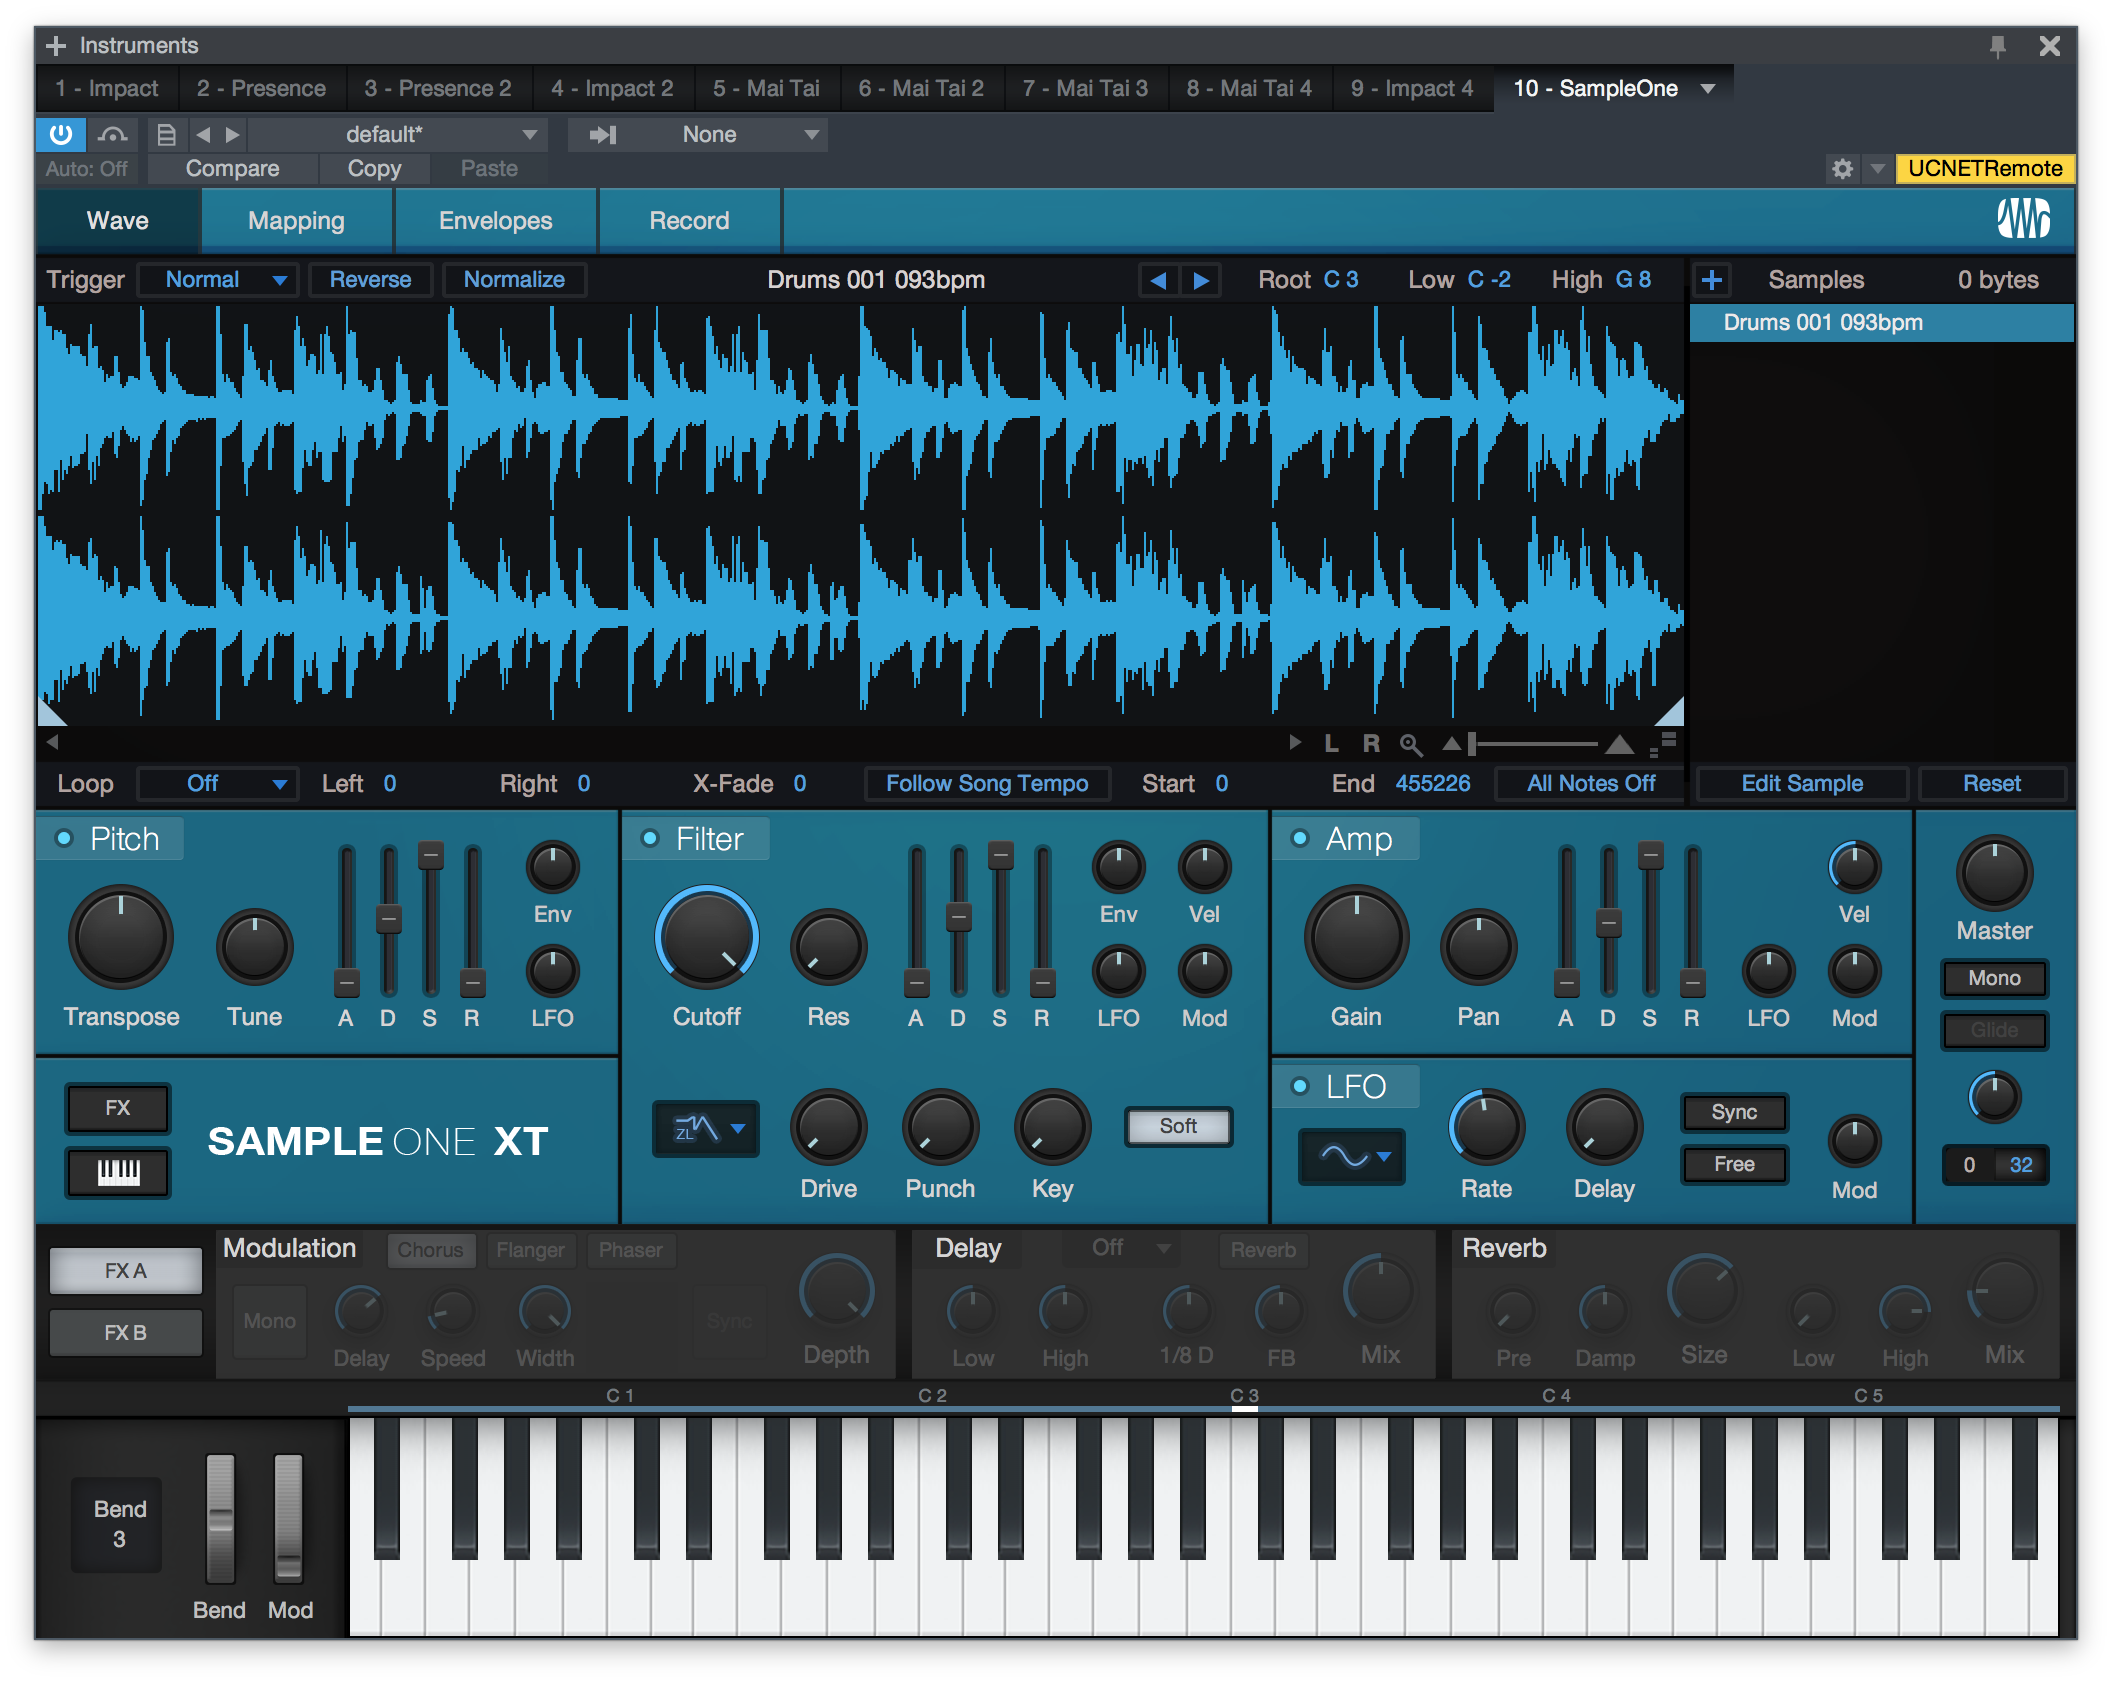 Instruments
1 - Impact 2 - Presence 3 - Presence 2 4 - Impact 2 5 - Mai Tai 6 - Mai Tai 2 7 - Mai Tai 3 8 - Mai Tai 4 9 - Impact 4 10 - SampleOne
default* None
Auto: Off Compare Copy Paste UCNETRemote
Wave Mapping Envelopes Record
Trigger Normal Reverse Normalize Drums 001 093bpm Root C 3 Low C -2 High G 8 Samples 0 bytes
Drums 001 093bpm
L R
Loop Off Left 0 Right 0 X-Fade 0 Follow Song Tempo Start 0 End 455226 All Notes Off Edit Sample Reset
Pitch
Env
Transpose Tune A D S R LFO
Filter
Env Vel
Cutoff Res A D S R LFO Mod
ZL Soft
Drive Punch Key
Amp
Vel
Gain Pan A D S R LFO Mod
LFO
Sync
Free
Rate Delay Mod
Master
Mono
Glide
0 32
FX
SAMPLE ONE XT
FX A
FX B
Modulation Chorus Flanger Phaser
Mono Sync
Delay Speed Width Depth
Delay Off Reverb
Low High 1/8 D FB Mix
Reverb
Pre Damp Size Low High Mix
C 1 C 2 C 3 C 4 C 5
Bend
3
Bend Mod